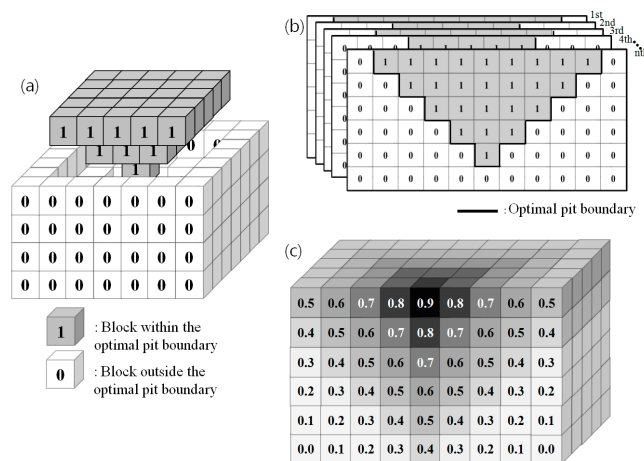 (a)
1 1 1 1 1
1 1 1 0 0
1
0 0 0 0 0 0 0
0 0 0 0 0 0 0
0 0 0 0 0 0 0
0 0 0 0 0 0 0
1 : Block within the
optimal pit boundary
0 : Block outside the
optimal pit boundary
(b)
1st
2nd
3rd
4th
nth
0 1 1 1 1 1 1 1 1 1 0
0 0 1 1 1 1 1 1 1 0 0
0 0 0 1 1 1 1 1 0 0 0
0 0 0 0 1 1 1 0 0 0 0
0 0 0 0 0 1 0 0 0 0 0
0 0 0 0 0 0 0 0 0 0 0
: Optimal pit boundary
(c)
0.5 0.6 0.7 0.8 0.9 0.8 0.7 0.6 0.5
0.4 0.5 0.6 0.7 0.8 0.7 0.6 0.5 0.4
0.3 0.4 0.5 0.6 0.7 0.6 0.5 0.4 0.3
0.2 0.3 0.4 0.5 0.6 0.5 0.4 0.3 0.2
0.1 0.2 0.3 0.4 0.5 0.4 0.3 0.2 0.1
0.0 0.1 0.2 0.3 0.4 0.3 0.2 0.1 0.0